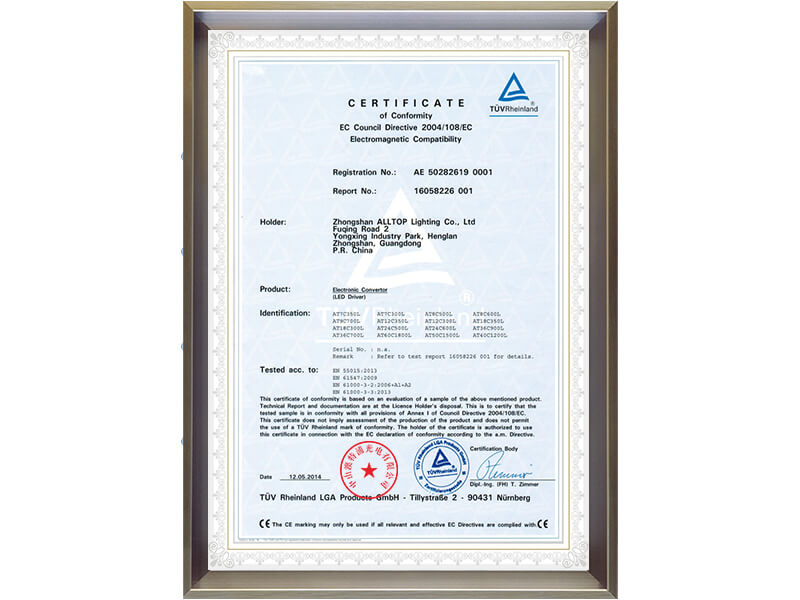 TÜVRheinland®
CERTIFICATE
of Conformity
EC Council Directive 2004/108/EC
Electromagnetic Compatibility
Registration No.: AE 50282619 0001
Report No.: 16058226 001
Holder: Zhongshan ALLTOP Lighting Co., Ltd
Fuqing Road 2
Yongxing Industry Park, Henglan
Zhongshan, Guangdong
P.R. China
Product: Electronic Convertor
(LED Driver)
Identification: AT7C350L AT7C300L AT8C500L AT8C600L
AT9C700L AT12C350L AT12C300L AT18C350L
AT18C300L AT24C500L AT24C600L AT36C900L
AT36C700L AT60C1800L AT50C1500L AT40C1200L
Serial No. : n.a.
Remark : Refer to test report 16058226 001 for details.
Tested acc. to: EN 55015:2013
EN 61547:2009
EN 61000-3-2:2006+A1+A2
EN 61000-3-3:2013
This certificate of conformity is based on an evaluation of a sample of the above mentioned product.
Technical Report and documentation are at the Licence Holder's disposal. This is to certify that the
tested sample is in conformity with all provisions of Annex I of Council Directive 2004/108/EC.
This certificate does not imply assessment of the production of the product and does not permit
the use of a TÜV Rheinland mark of conformity. The holder of the certificate is authorized to use
this certificate in connection with the EC declaration of conformity according to the a.m. Directive.
Certification Body
Date 12.05.2014
TÜV Rheinland LGA Products GmbH
TÜVRheinland
Zertifizierungsstelle
Dipl.-Ing. (FH) T. Zimmer
TÜV Rheinland LGA Products GmbH - Tillystraße 2 - 90431 Nürnberg
CE The CE marking may only be used if all relevant and effective EC Directives are complied with. CE